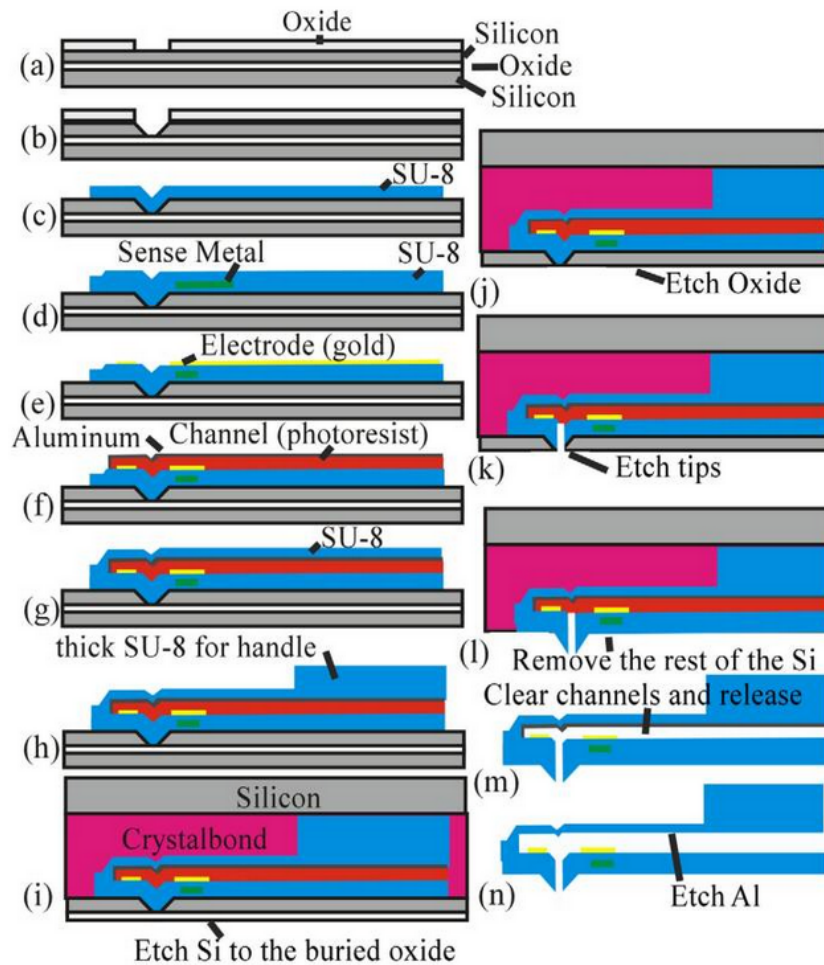 Oxide
Silicon
(a)
Oxide
Silicon
(b)
SU-8
(c)
Sense Metal
SU-8
(d)
Electrode (gold)
(e)
Aluminum
Channel (photoresist)
(f)
SU-8
(g)
thick SU-8 for handle
(h)
Silicon
Crystalbond
(i)
Etch Si to the buried oxide
(j)
Etch Oxide
(k)
Etch tips
(l)
Remove the rest of the Si
Clear channels and release
(m)
(n)
Etch Al